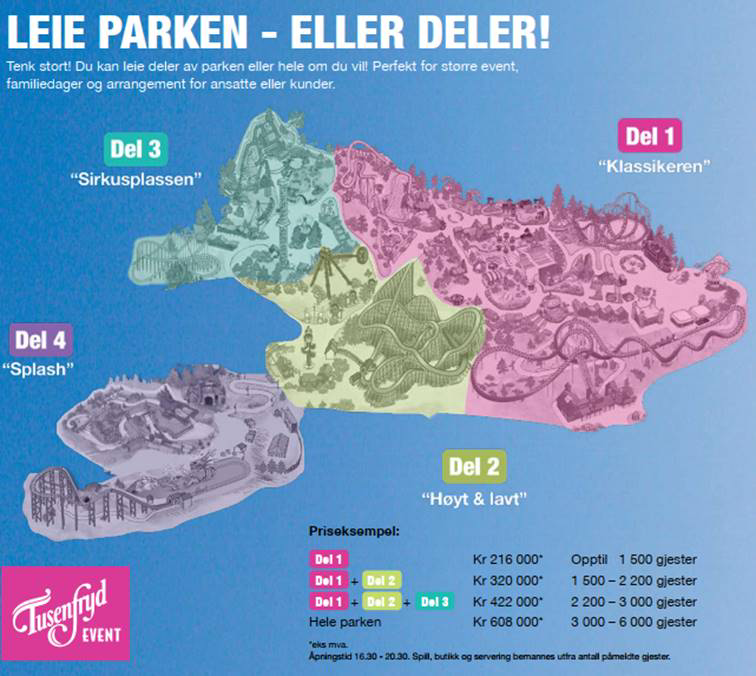 LEIE PARKEN - ELLER DELER!
Tenk stort! Du kan leie deler av parken eller hele om du vil! Perfekt for større event,
familiedager og arrangement for ansatte eller kunder.
Del 3
"Sirkusplassen"
Del 1
"Klassikeren"
Del 4
"Splash"
Del 2
"Høyt & lavt"
Priseksempel:
Del 1 Kr 216 000* Opptil 1 500 gjester
Del 1 + Del 2 Kr 320 000* 1 500 – 2 200 gjester
Del 1 + Del 2 + Del 3 Kr 422 000* 2 200 – 3 000 gjester
Hele parken Kr 608 000* 3 000 – 6 000 gjester
*eks mva.
Åpningstid 16.30 - 20.30. Spill, butikk og servering bemannes utfra antall påmeldte gjester.
Tusenfryd
EVENT